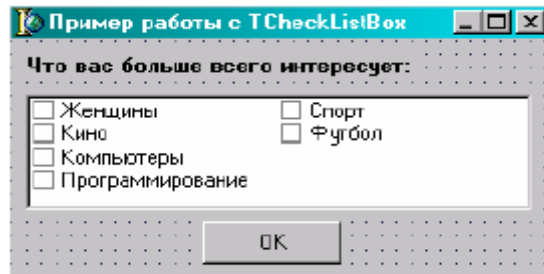 Пример работы с TCheckListBox
Что вас больше всего интересует:
Женщины
Кино
Компьютеры
Программирование
Спорт
Футбол
OK